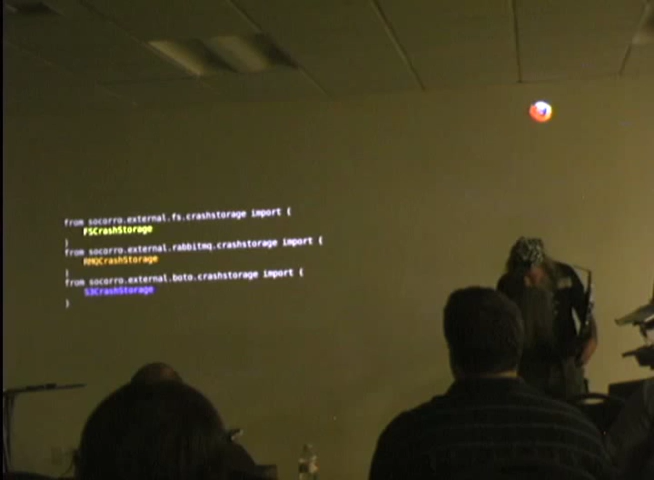 from socorro.external.fs.crashstorage import (
FSCrashStorage
)
from socorro.external.rabbitmq.crashstorage import (
RMQCrashStorage
)
from socorro.external.boto.crashstorage import (
S3CrashStorage
)